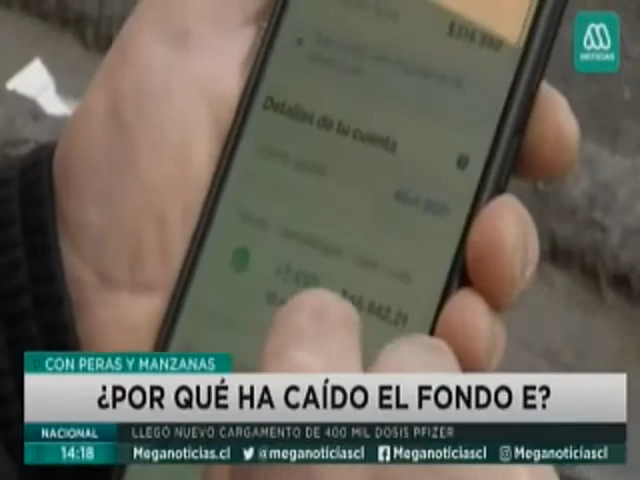 NOTICIAS
Detalles de tu cuenta
CON PERAS Y MANZANAS
¿POR QUÉ HA CAÍDO EL FONDO E?
NACIONAL LLEGÓ NUEVO CARGAMENTO DE 400 MIL DOSIS PFIZER
14:18 Meganoticias.cl @meganoticiascl Meganoticiascl Meganoticiascl